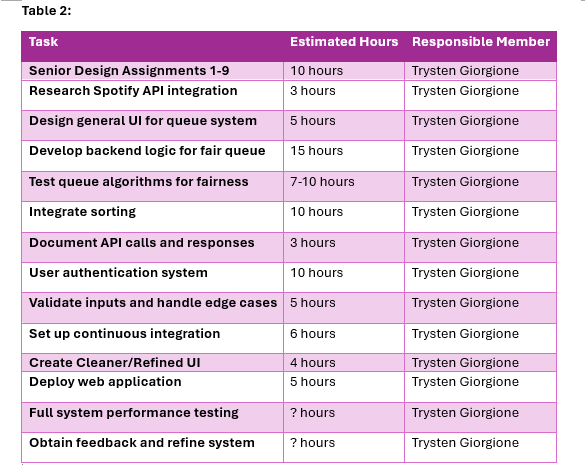 Table 2:
Task Estimated Hours Responsible Member
Senior Design Assignments 1-9 10 hours Trysten Giorgione
Research Spotify API integration 3 hours Trysten Giorgione
Design general UI for queue system 5 hours Trysten Giorgione
Develop backend logic for fair queue 15 hours Trysten Giorgione
Test queue algorithms for fairness 7-10 hours Trysten Giorgione
Integrate sorting 10 hours Trysten Giorgione
Document API calls and responses 3 hours Trysten Giorgione
User authentication system 10 hours Trysten Giorgione
Validate inputs and handle edge cases 5 hours Trysten Giorgione
Set up continuous integration 6 hours Trysten Giorgione
Create Cleaner/Refined UI 4 hours Trysten Giorgione
Deploy web application 5 hours Trysten Giorgione
Full system performance testing ? hours Trysten Giorgione
Obtain feedback and refine system ? hours Trysten Giorgione